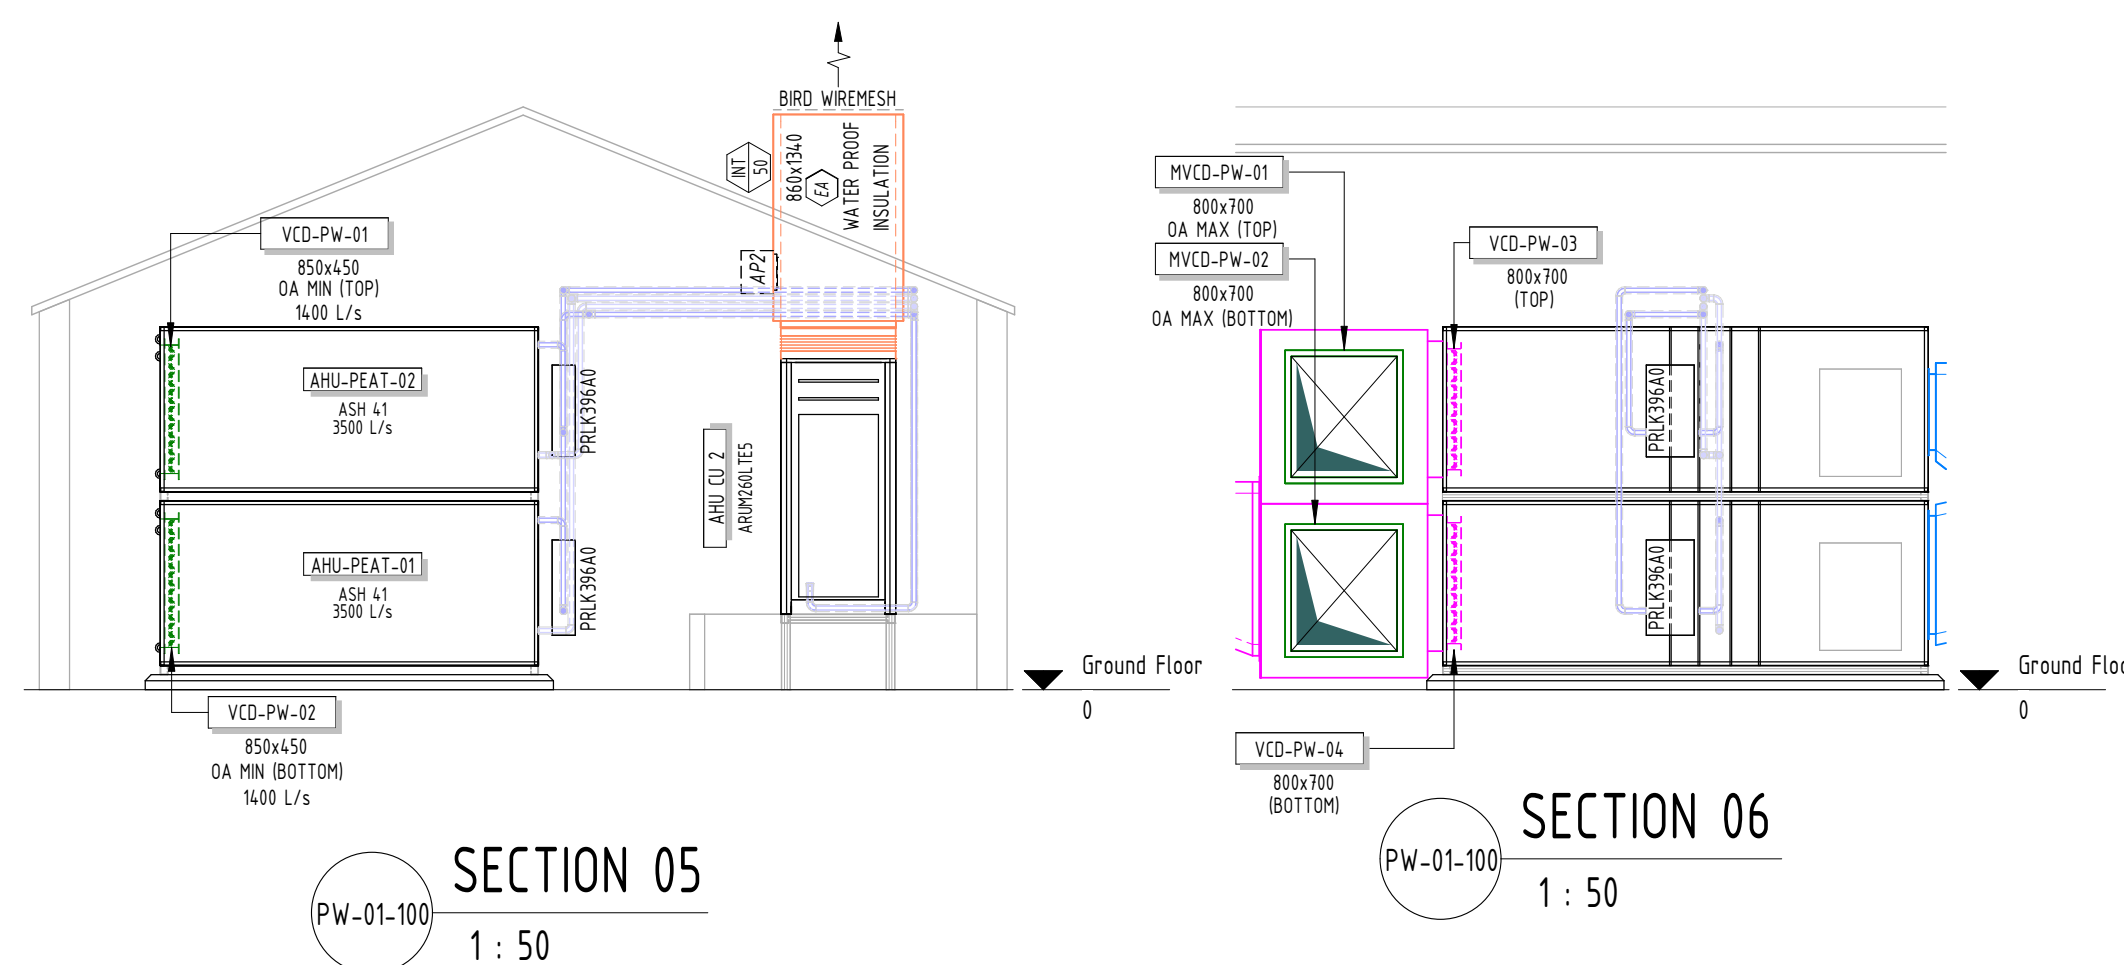 BIRD WIREMESH
INT
50
860x1340
EA
WATER PROOF
INSULATION
AP2
VCD-PW-01
850x450
OA MIN (TOP)
1400 L/s
AHU-PEAT-02
ASH 41
3500 L/s
PRLK396A0
AHU CU 2
ARUM260LTE5
AHU-PEAT-01
ASH 41
3500 L/s
PRLK396A0
Ground Floor
0
VCD-PW-02
850x450
OA MIN (BOTTOM)
1400 L/s
SECTION 05
PW-01-100
1 : 50
MVCD-PW-01
800x700
OA MAX (TOP)
MVCD-PW-02
800x700
OA MAX (BOTTOM)
VCD-PW-03
800x700
(TOP)
PRLK396A0
PRLK396A0
Ground Floo
0
VCD-PW-04
800x700
(BOTTOM)
SECTION 06
PW-01-100
1 : 50